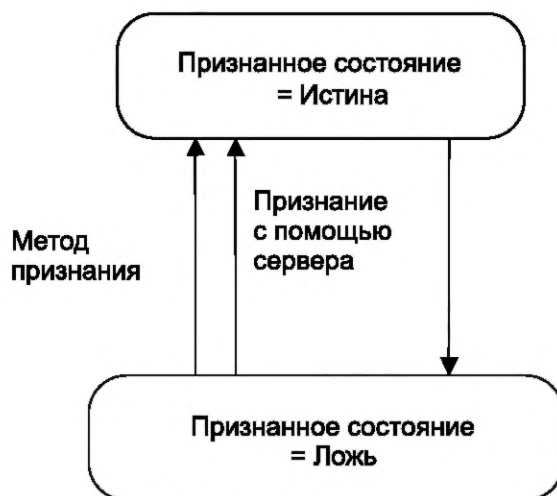 Признанное состояние
= Истина
Метод
признания
Признание
с помощью
сервера
Признанное состояние
= Ложь